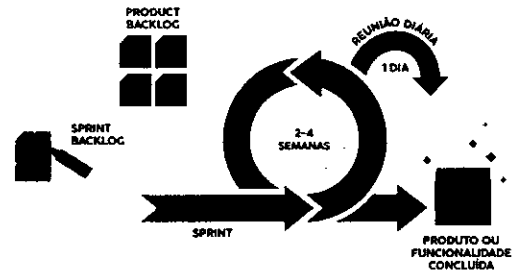 PRODUCT
BACKLOG
REUNIÃO DIÁRIA
1 DIA
SPRINT
BACKLOG
2-4
SEMANAS
SPRINT
PRODUTO OU
FUNCIONALIDADE
CONCLUÍDA